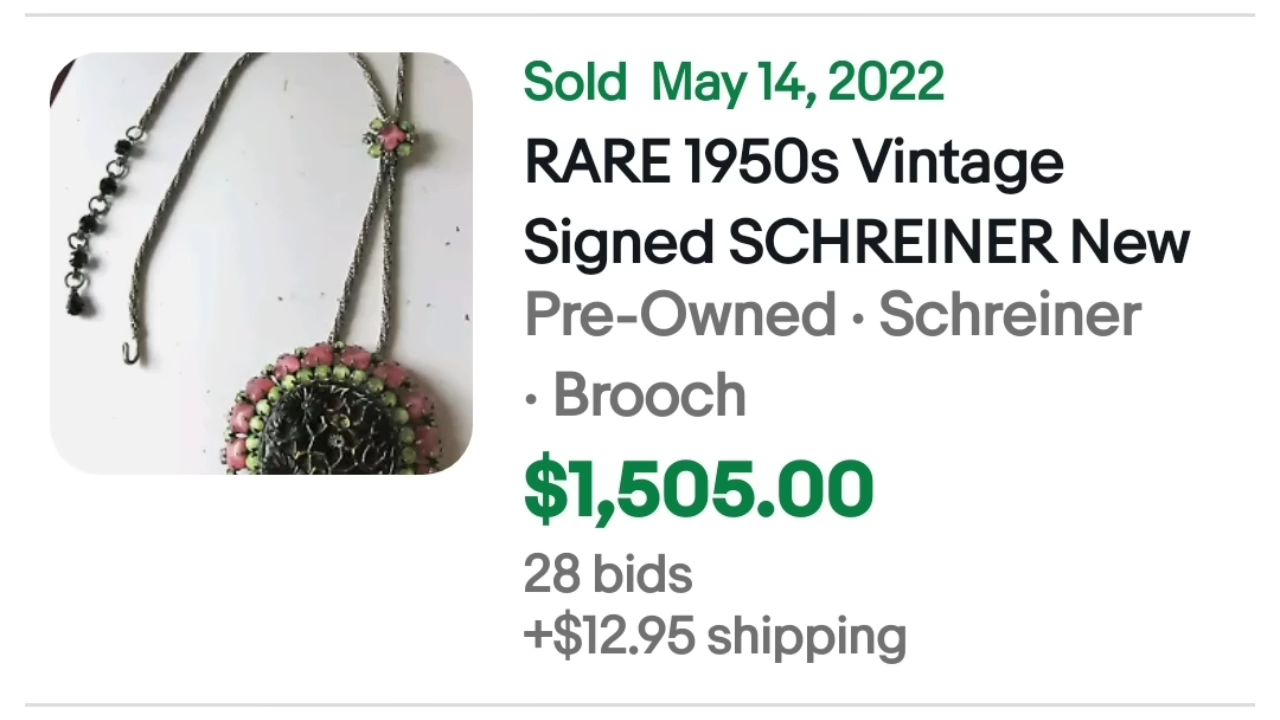 Sold May 14, 2022
RARE 1950s Vintage
Signed SCHREINER New
Pre-Owned · Schreiner
· Brooch
$1,505.00
28 bids
+$12.95 shipping